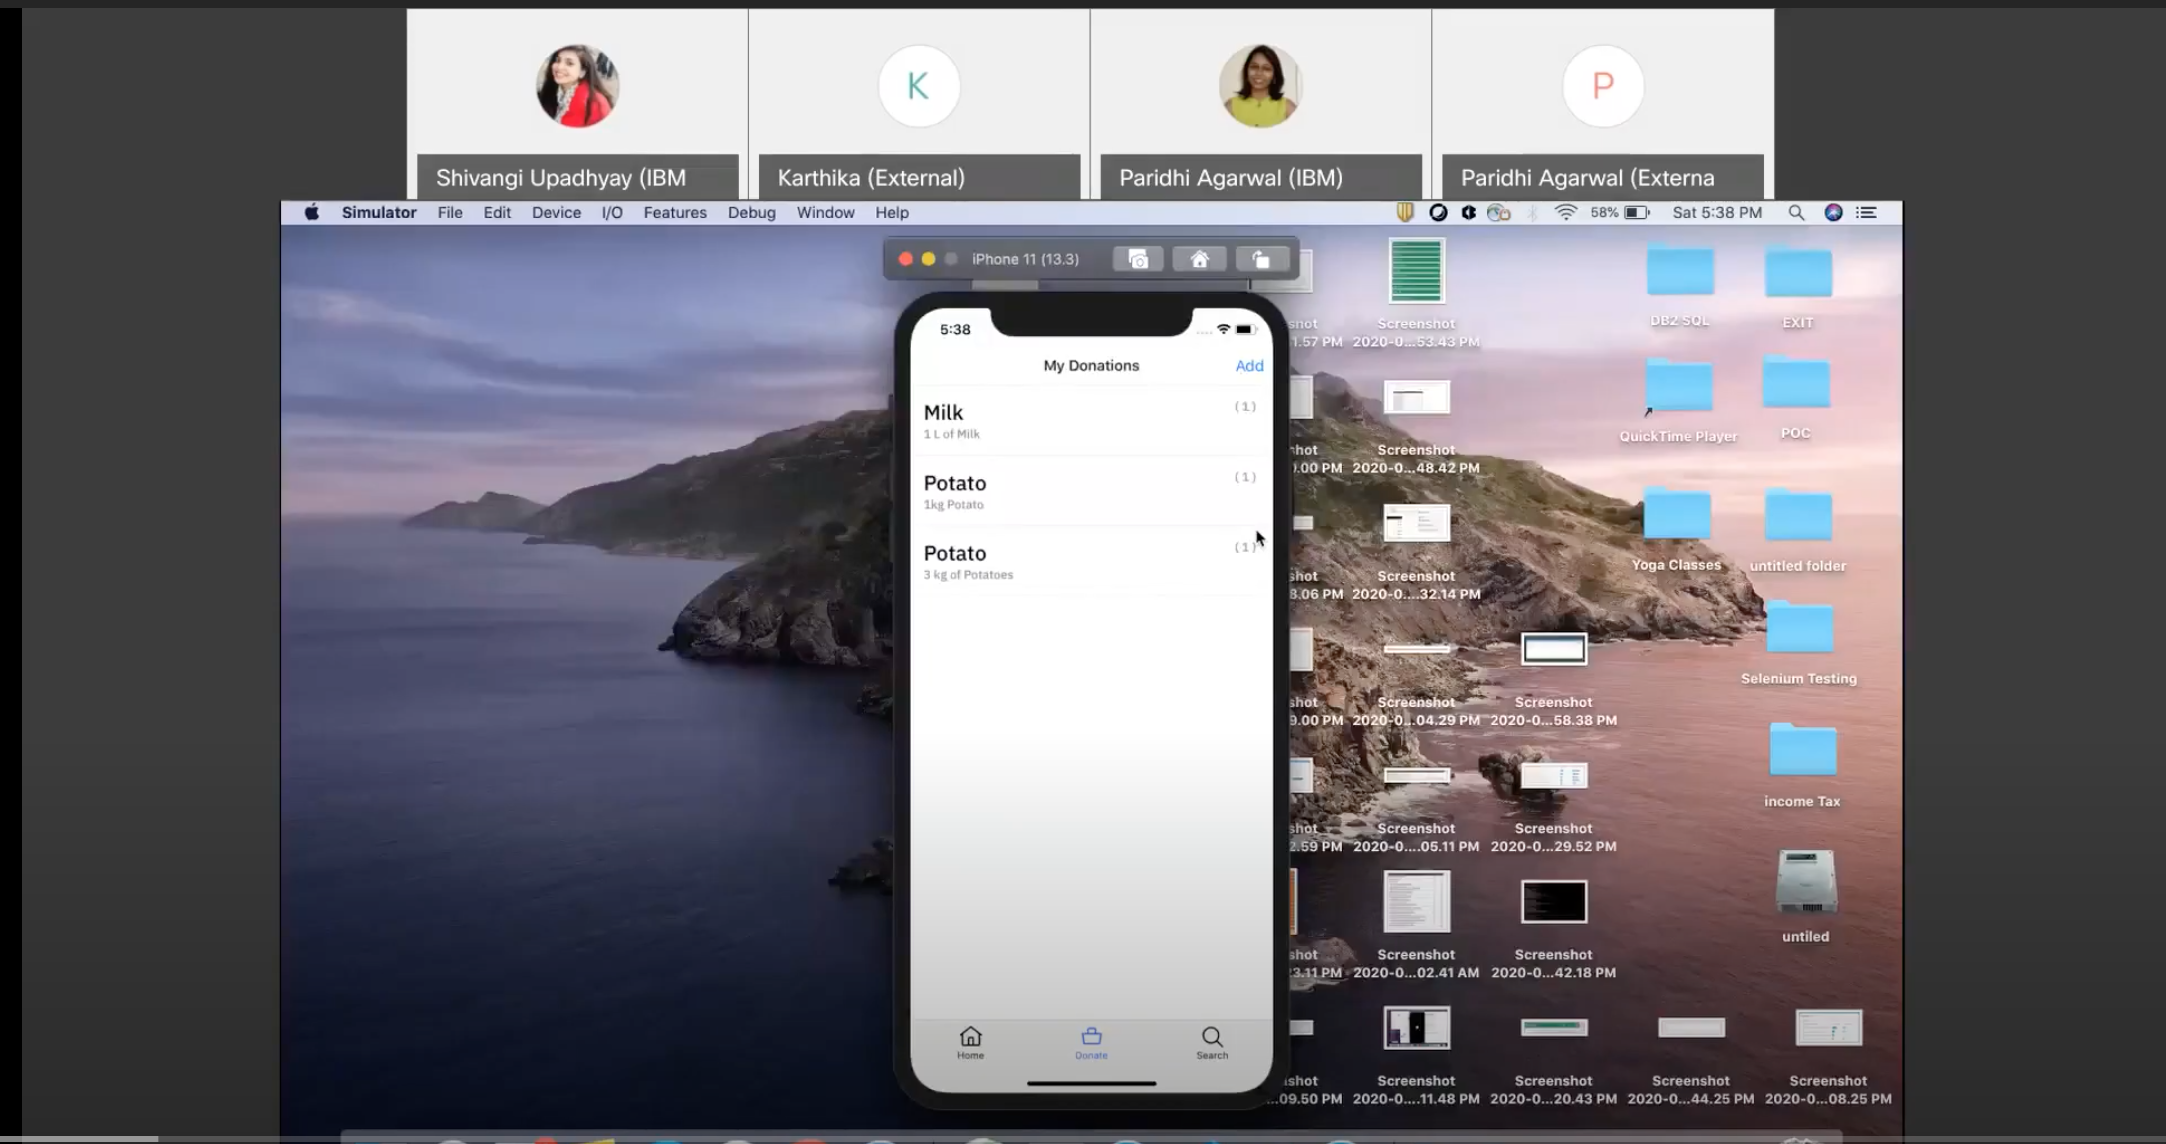 K
P
Shivangi Upadhyay (IBM
Karthika (External)
Paridhi Agarwal (IBM)
Paridhi Agarwal (Externa
Simulator File Edit Device I/O Features Debug Window Help
58% Sat 5:38 PM
iPhone 11 (13.3)
5:38
My Donations
Add
Milk
(1)
1 L of Milk
Potato
(1)
1kg Potato
Potato
(1)
3 kg of Potatoes
Home
Donate
Search
1.57 PM
Screenshot
2020-0...53.43 PM
DB2 SQL
EXIT
.00 PM
Screenshot
2020-0...48.42 PM
QuickTime Player
POC
8.06 PM
Screenshot
2020-0....32.14 PM
Yoga Classes
untitled folder
Selenium Testing
9.00 PM
Screenshot
2020-0...04.29 PM
Screenshot
2020-0...58.38 PM
income Tax
2.59 PM
Screenshot
2020-0....05.11 PM
Screenshot
2020-0...29.52 PM
untiled
23.11 PM
Screenshot
2020-0...02.41 AM
Screenshot
2020-0...42.18 PM
...09.50 PM
Screenshot
2020-0....11.48 PM
Screenshot
2020-0...20.43 PM
Screenshot
2020-0...44.25 PM
Screenshot
2020-0...08.25 PM